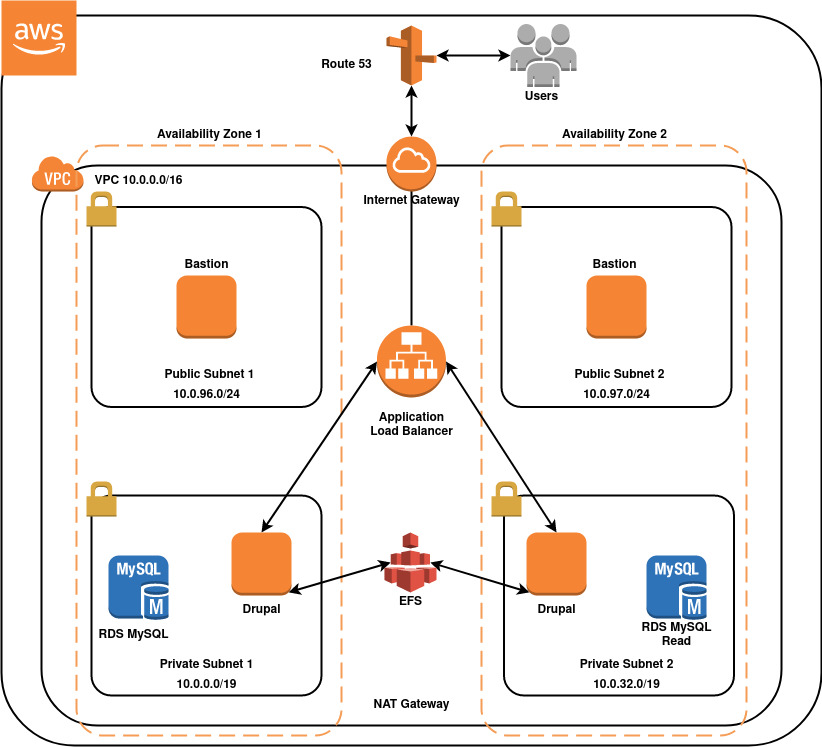 aws
Route 53
Users
Availability Zone 1
Availability Zone 2
VPC
VPC 10.0.0.0/16
Internet Gateway
Bastion
Bastion
Public Subnet 1
10.0.96.0/24
Public Subnet 2
10.0.97.0/24
Application
Load Balancer
MySQL
M
RDS MySQL
Drupal
EFS
Drupal
MySQL
M
RDS MySQL
Read
Private Subnet 1
10.0.0.0/19
Private Subnet 2
10.0.32.0/19
NAT Gateway